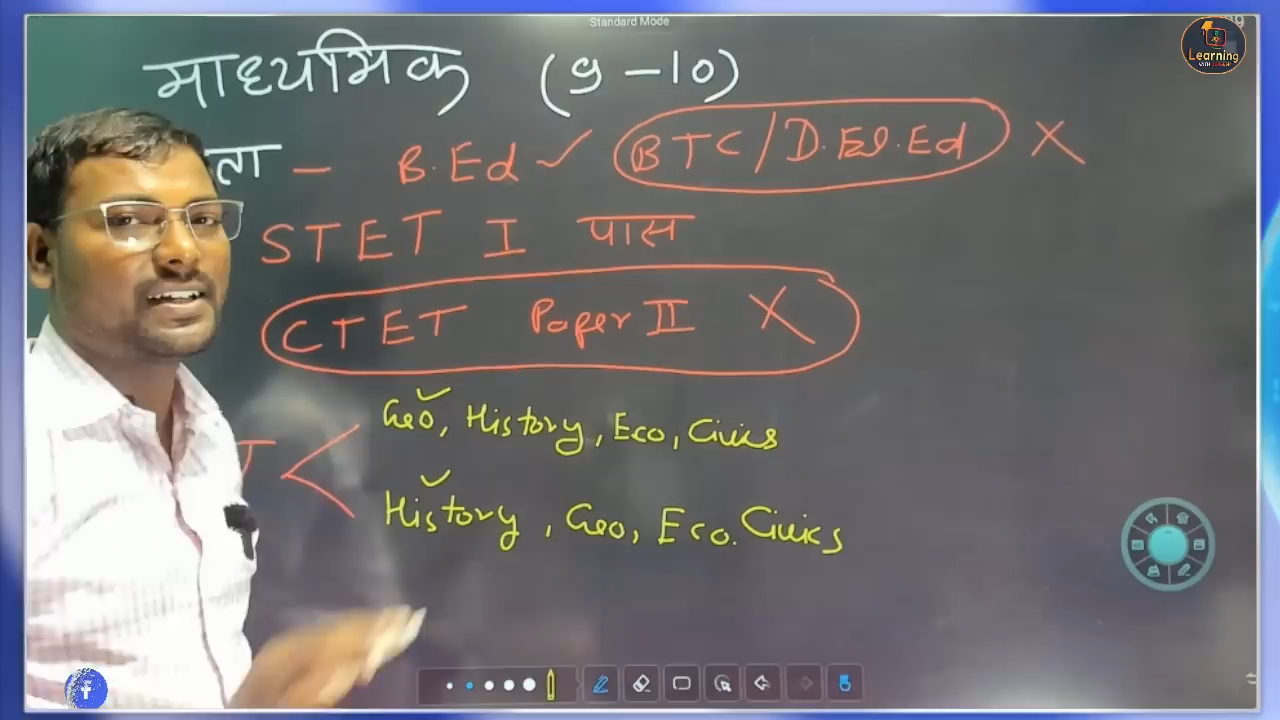 Standard Mode
Learning
माध्यमिक (9-10)
ता - B.Ed ✓ (BTC/D.El.Ed) X
STET I पास
CTET Paper II X
Geo, History, Eco, Civics
T <
History, Geo, Eco. Civics